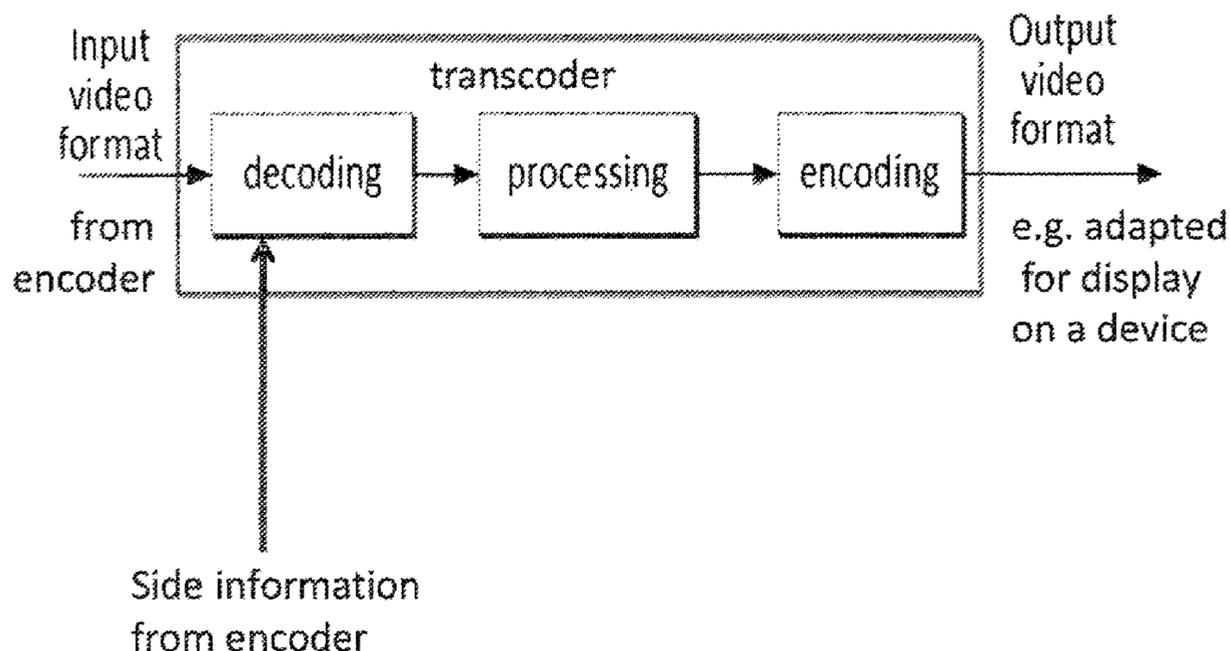 Input
video
format
from
encoder
transcoder
decoding
processing
encoding
Output
video
format
e.g. adapted
for display
on a device
Side information
from encoder